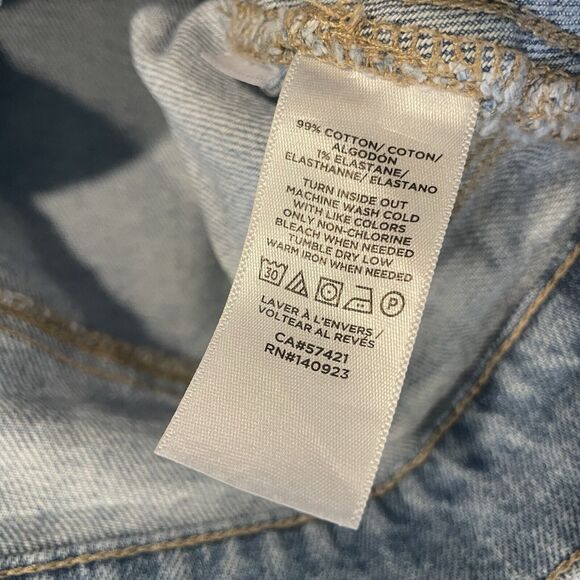 99% COTTON/ COTON/
ALGODÓN
1% ELASTANE/
ELASTHANNE/ ELASTANO
TURN INSIDE OUT
MACHINE WASH COLD
WITH LIKE COLORS
ONLY NON-CHLORINE
BLEACH WHEN NEEDED
TUMBLE DRY LOW
WARM IRON WHEN NEEDED
30 P
LAVER À L'ENVERS /
VOLTEAR AL REVÉS
CA#57421
RN#140923